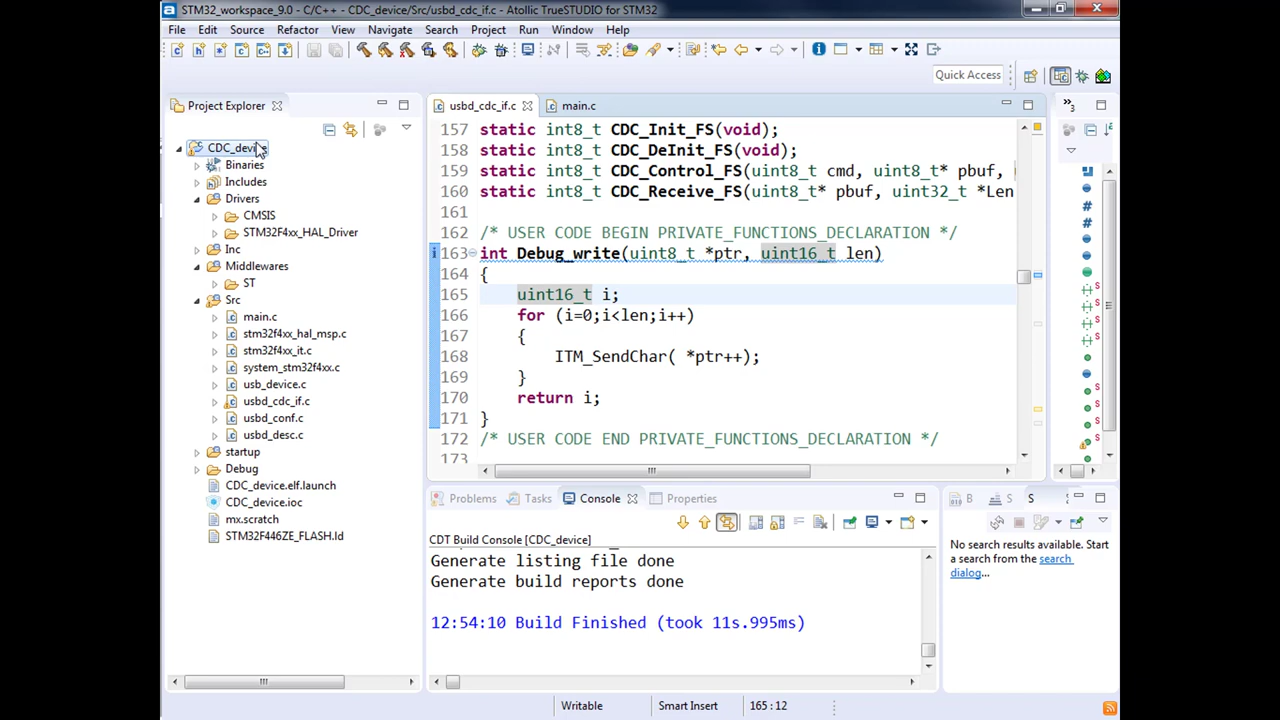 STM32_workspace_9.0 - C/C++ - CDC_device/Src/usbd_cdc_if.c - Atollic TrueSTUDIO for STM32
File Edit Source Refactor View Navigate Search Project Run Window Help
Quick Access
Project Explorer
CDC_device
Binaries
Includes
Drivers
CMSIS
STM32F4xx_HAL_Driver
Inc
Middlewares
ST
Src
main.c
stm32f4xx_hal_msp.c
stm32f4xx_it.c
system_stm32f4xx.c
usb_device.c
usbd_cdc_if.c
usbd_conf.c
usbd_desc.c
startup
Debug
CDC_device.elf.launch
CDC_device.ioc
mx.scratch
STM32F446ZE_FLASH.ld
usbd_cdc_if.c main.c
157 static int8_t CDC_Init_FS(void);
158 static int8_t CDC_DeInit_FS(void);
159 static int8_t CDC_Control_FS(uint8_t cmd, uint8_t* pbuf,
160 static int8_t CDC_Receive_FS(uint8_t* pbuf, uint32_t *Len
161
162 /* USER CODE BEGIN PRIVATE_FUNCTIONS_DECLARATION */
163 int Debug_write(uint8_t *ptr, uint16_t len)
164 {
165 uint16_t i;
166 for (i=0;i<len;i++)
167 {
168 ITM_SendChar( *ptr++);
169 }
170 return i;
171 }
172 /* USER CODE END PRIVATE_FUNCTIONS_DECLARATION */
173
Problems Tasks Console Properties
CDT Build Console [CDC_device]
Generate listing file done
Generate build reports done
12:54:10 Build Finished (took 11s.995ms)
B S S
No search results available. Start
a search from the search
dialog...
Writable Smart Insert 165 : 12